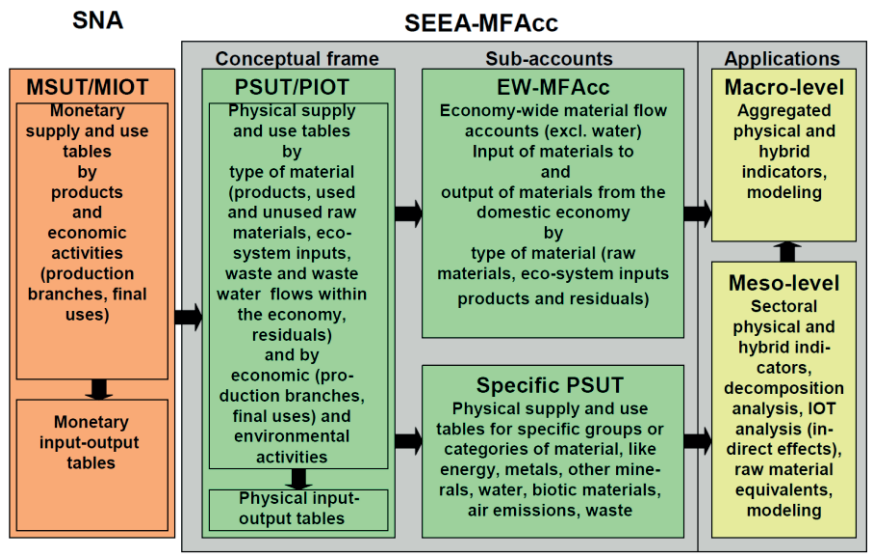 SNA
SEEA-MFAcc
Conceptual frame
Sub-accounts
Applications
MSUT/MIOT
Monetary
supply and use
tables
by
products
and
economic
activities
(production
branches, final
uses)
Monetary
input-output
tables
PSUT/PIOT
Physical supply
and use tables
by
type of material
(products, used
and unused raw
materials, eco-
system inputs,
waste and waste
water flows within
the economy,
residuals)
and by
economic (pro-
duction branches,
final uses) and
environmental
activities
Physical input-
output tables
EW-MFAcc
Economy-wide material flow
accounts (excl. water)
Input of materials to
and
output of materials from the
domestic economy
by
type of material (raw
materials, eco-system inputs
products and residuals)
Specific PSUT
Physical supply and use
tables for specific groups or
categories of material, like
energy, metals, other mine-
rals, water, biotic materials,
air emissions, waste
Macro-level
Aggregated
physical and
hybrid
indicators,
modeling
Meso-level
Sectoral
physical and
hybrid indi-
cators,
decomposition
analysis, IOT
analysis (in-
direct effects),
raw material
equivalents,
modeling